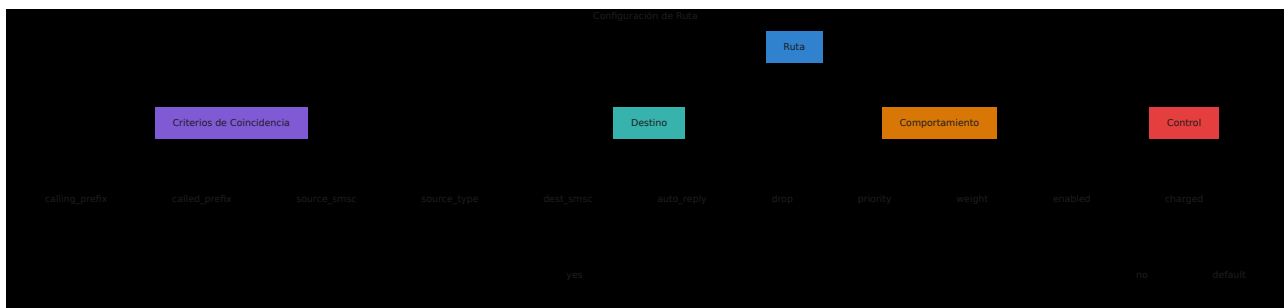 Configuración de Ruta
Ruta
Criterios de Coincidencia
Destino
Comportamiento
Control
calling_prefix
called_prefix
source_smsc
source_type
dest_smsc
auto_reply
drop
priority
weight
enabled
charged
yes
no
default